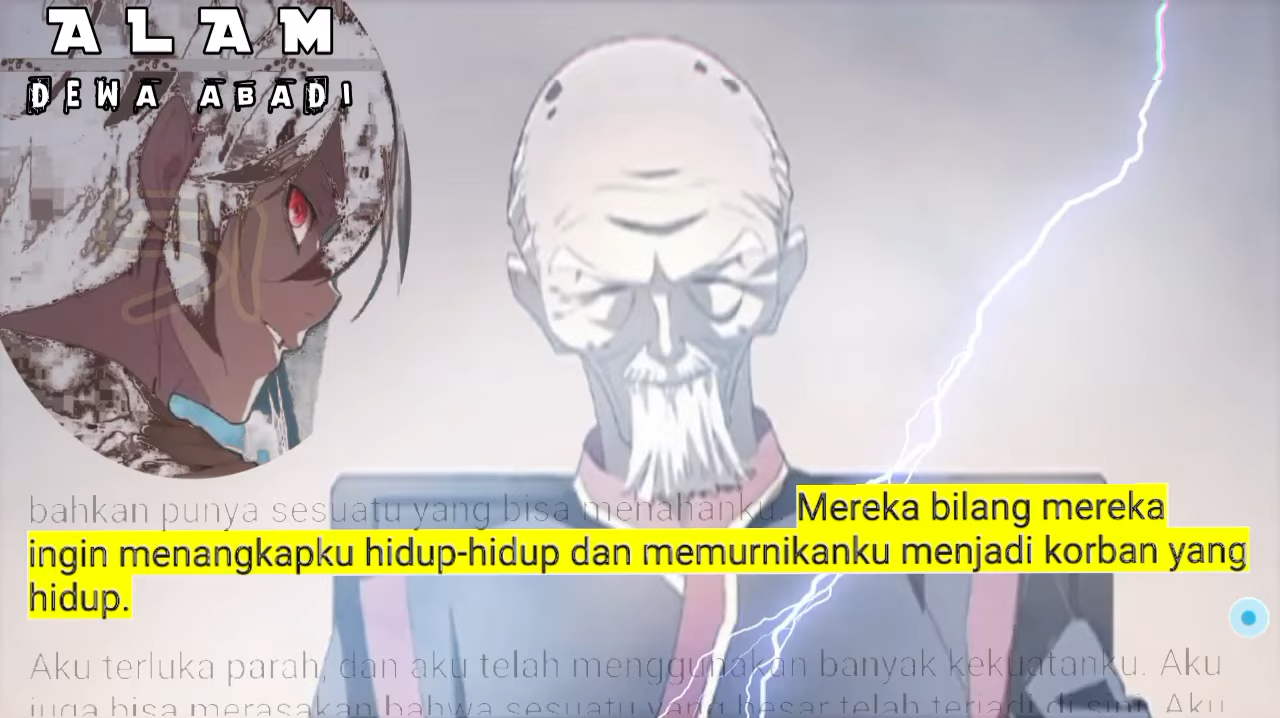 ALAM
DEWA ABADI
bahkan punya sesuatu yang bisa menahanku. Mereka bilang mereka
ingin menangkapku hidup-hidup dan memurnikanku menjadi korban yang
hidup.
Aku terluka parah, dan aku telah menggunakan banyak kekuatanku. Aku
juga bisa merasakan bahwa sesuatu yang besar telah terjadi di sini. Aku